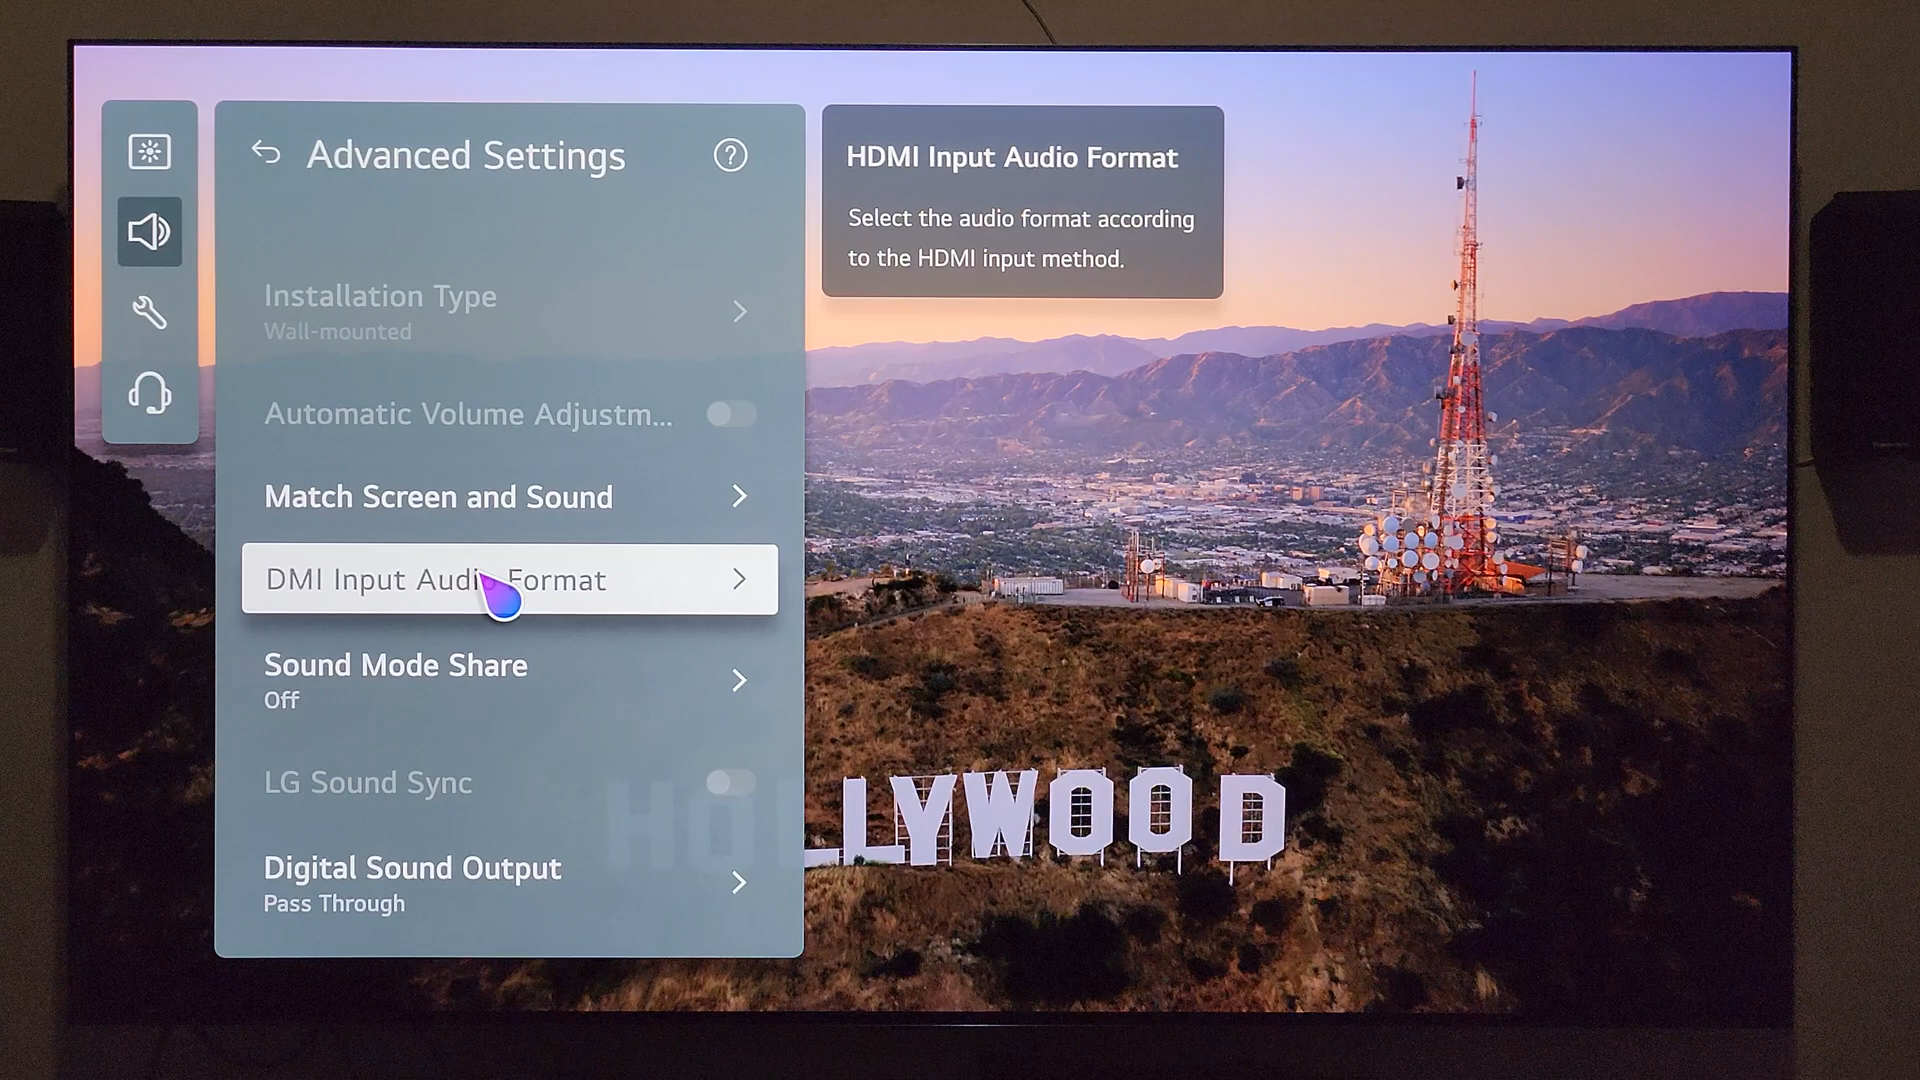 Advanced Settings
HDMI Input Audio Format
Select the audio format according
to the HDMI input method.
Installation Type
Wall-mounted
Automatic Volume Adjustm...
Match Screen and Sound
DMI Input Audio Format
Sound Mode Share
Off
LG Sound Sync
Digital Sound Output
Pass Through
HOLLYWOOD